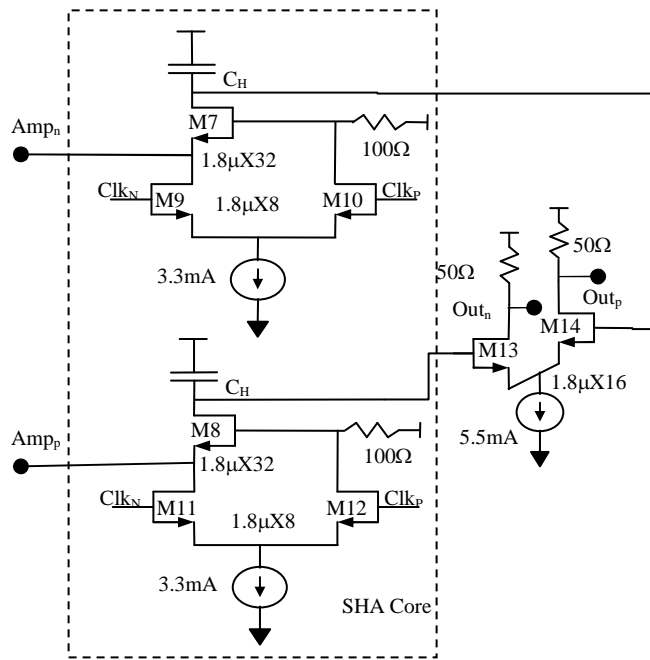 C_H
Amp_n
M7
100Ω
1.8µX32
Clk_N
M9
1.8µX8
M10
Clk_P
3.3mA
50Ω
50Ω
Out_n
Out_p
M13
M14
1.8µX16
5.5mA
C_H
Amp_p
M8
100Ω
1.8µX32
Clk_N
M11
1.8µX8
M12
Clk_P
3.3mA
SHA Core